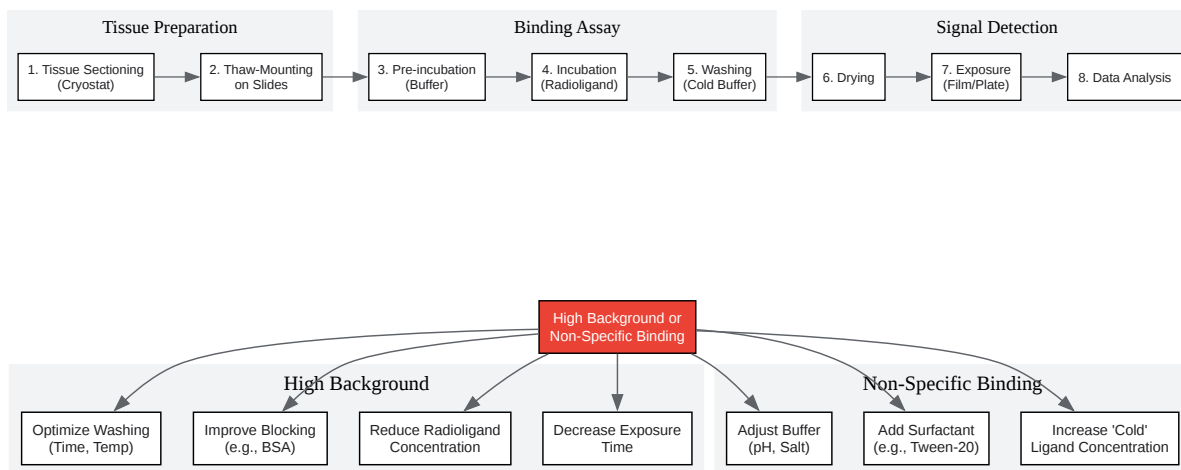 Tissue Preparation
Binding Assay
Signal Detection
1. Tissue Sectioning
(Cryostat)
2. Thaw-Mounting
on Slides
3. Pre-incubation
(Buffer)
4. Incubation
(Radioligand)
5. Washing
(Cold Buffer)
6. Drying
7. Exposure
(Film/Plate)
8. Data Analysis
High Background or
Non-Specific Binding
High Background
Non-Specific Binding
Optimize Washing
(Time, Temp)
Improve Blocking
(e.g., BSA)
Reduce Radioligand
Concentration
Decrease Exposure
Time
Adjust Buffer
(pH, Salt)
Add Surfactant
(e.g., Tween-20)
Increase 'Cold'
Ligand Concentration